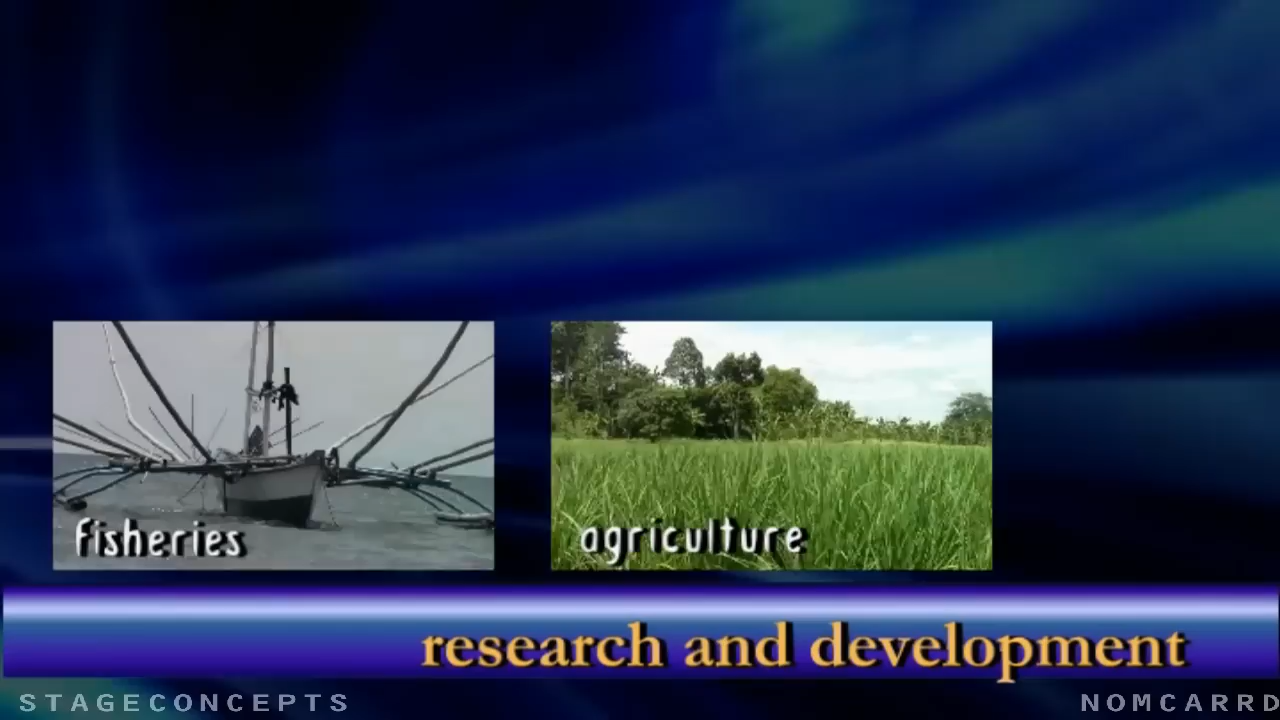 fisheries
agriculture
research and development
STAGECONCEPTS
NOMCARRD